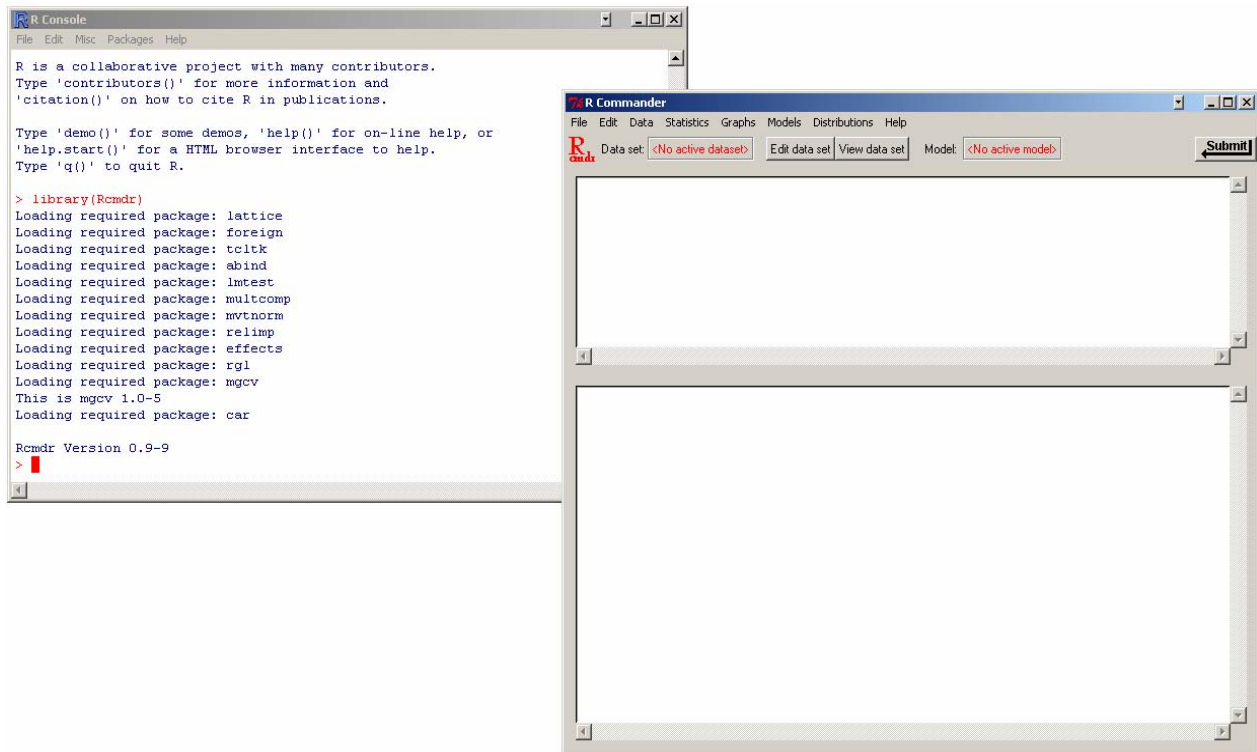 R Console
File Edit Misc Packages Help
R is a collaborative project with many contributors.
Type 'contributors()' for more information and
'citation()' on how to cite R in publications.
Type 'demo()' for some demos, 'help()' for on-line help, or
'help.start()' for a HTML browser interface to help.
Type 'q()' to quit R.
> library(Rcmdr)
Loading required package: lattice
Loading required package: foreign
Loading required package: tcltk
Loading required package: abind
Loading required package: lmtest
Loading required package: multcomp
Loading required package: mvtnorm
Loading required package: relimp
Loading required package: effects
Loading required package: rgl
Loading required package: mgcv
This is mgcv 1.0-5
Loading required package: car
Rcmdr Version 0.9-9
>
R Commander
File Edit Data Statistics Graphs Models Distributions Help
R cmdr Data set: <No active dataset> Edit data set View data set Model: <No active model> Submit